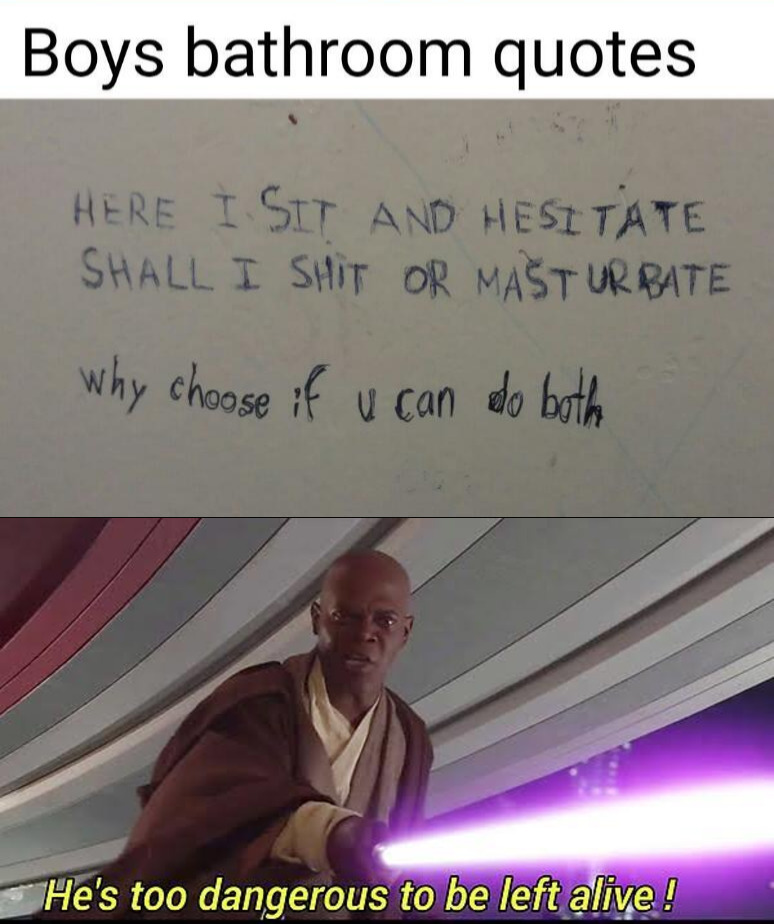 Boys bathroom quotes
HERE I SIT AND HESITATE
SHALL I SHIT OR MASTURBATE
why choose if u can do both
He's too dangerous to be left alive!